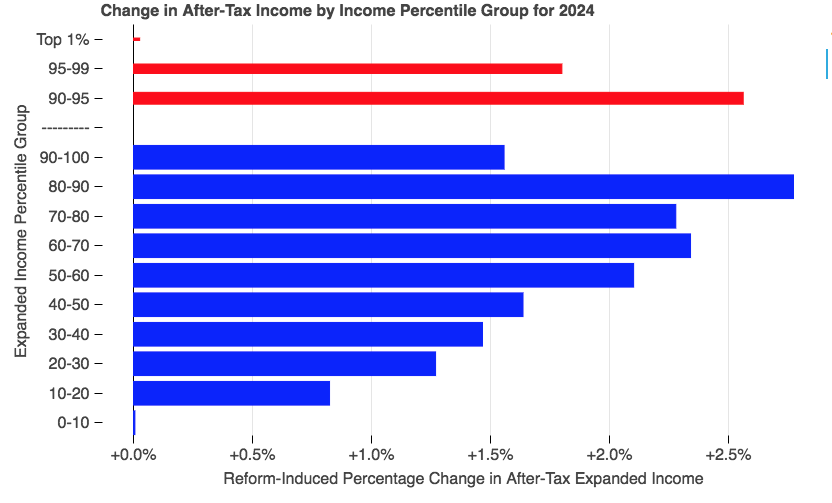 Change in After-Tax Income by Income Percentile Group for 2024
Expanded Income Percentile Group
Top 1%
95-99
90-95
---------
90-100
80-90
70-80
60-70
50-60
40-50
30-40
20-30
10-20
0-10
+0.0% +0.5% +1.0% +1.5% +2.0% +2.5%
Reform-Induced Percentage Change in After-Tax Expanded Income